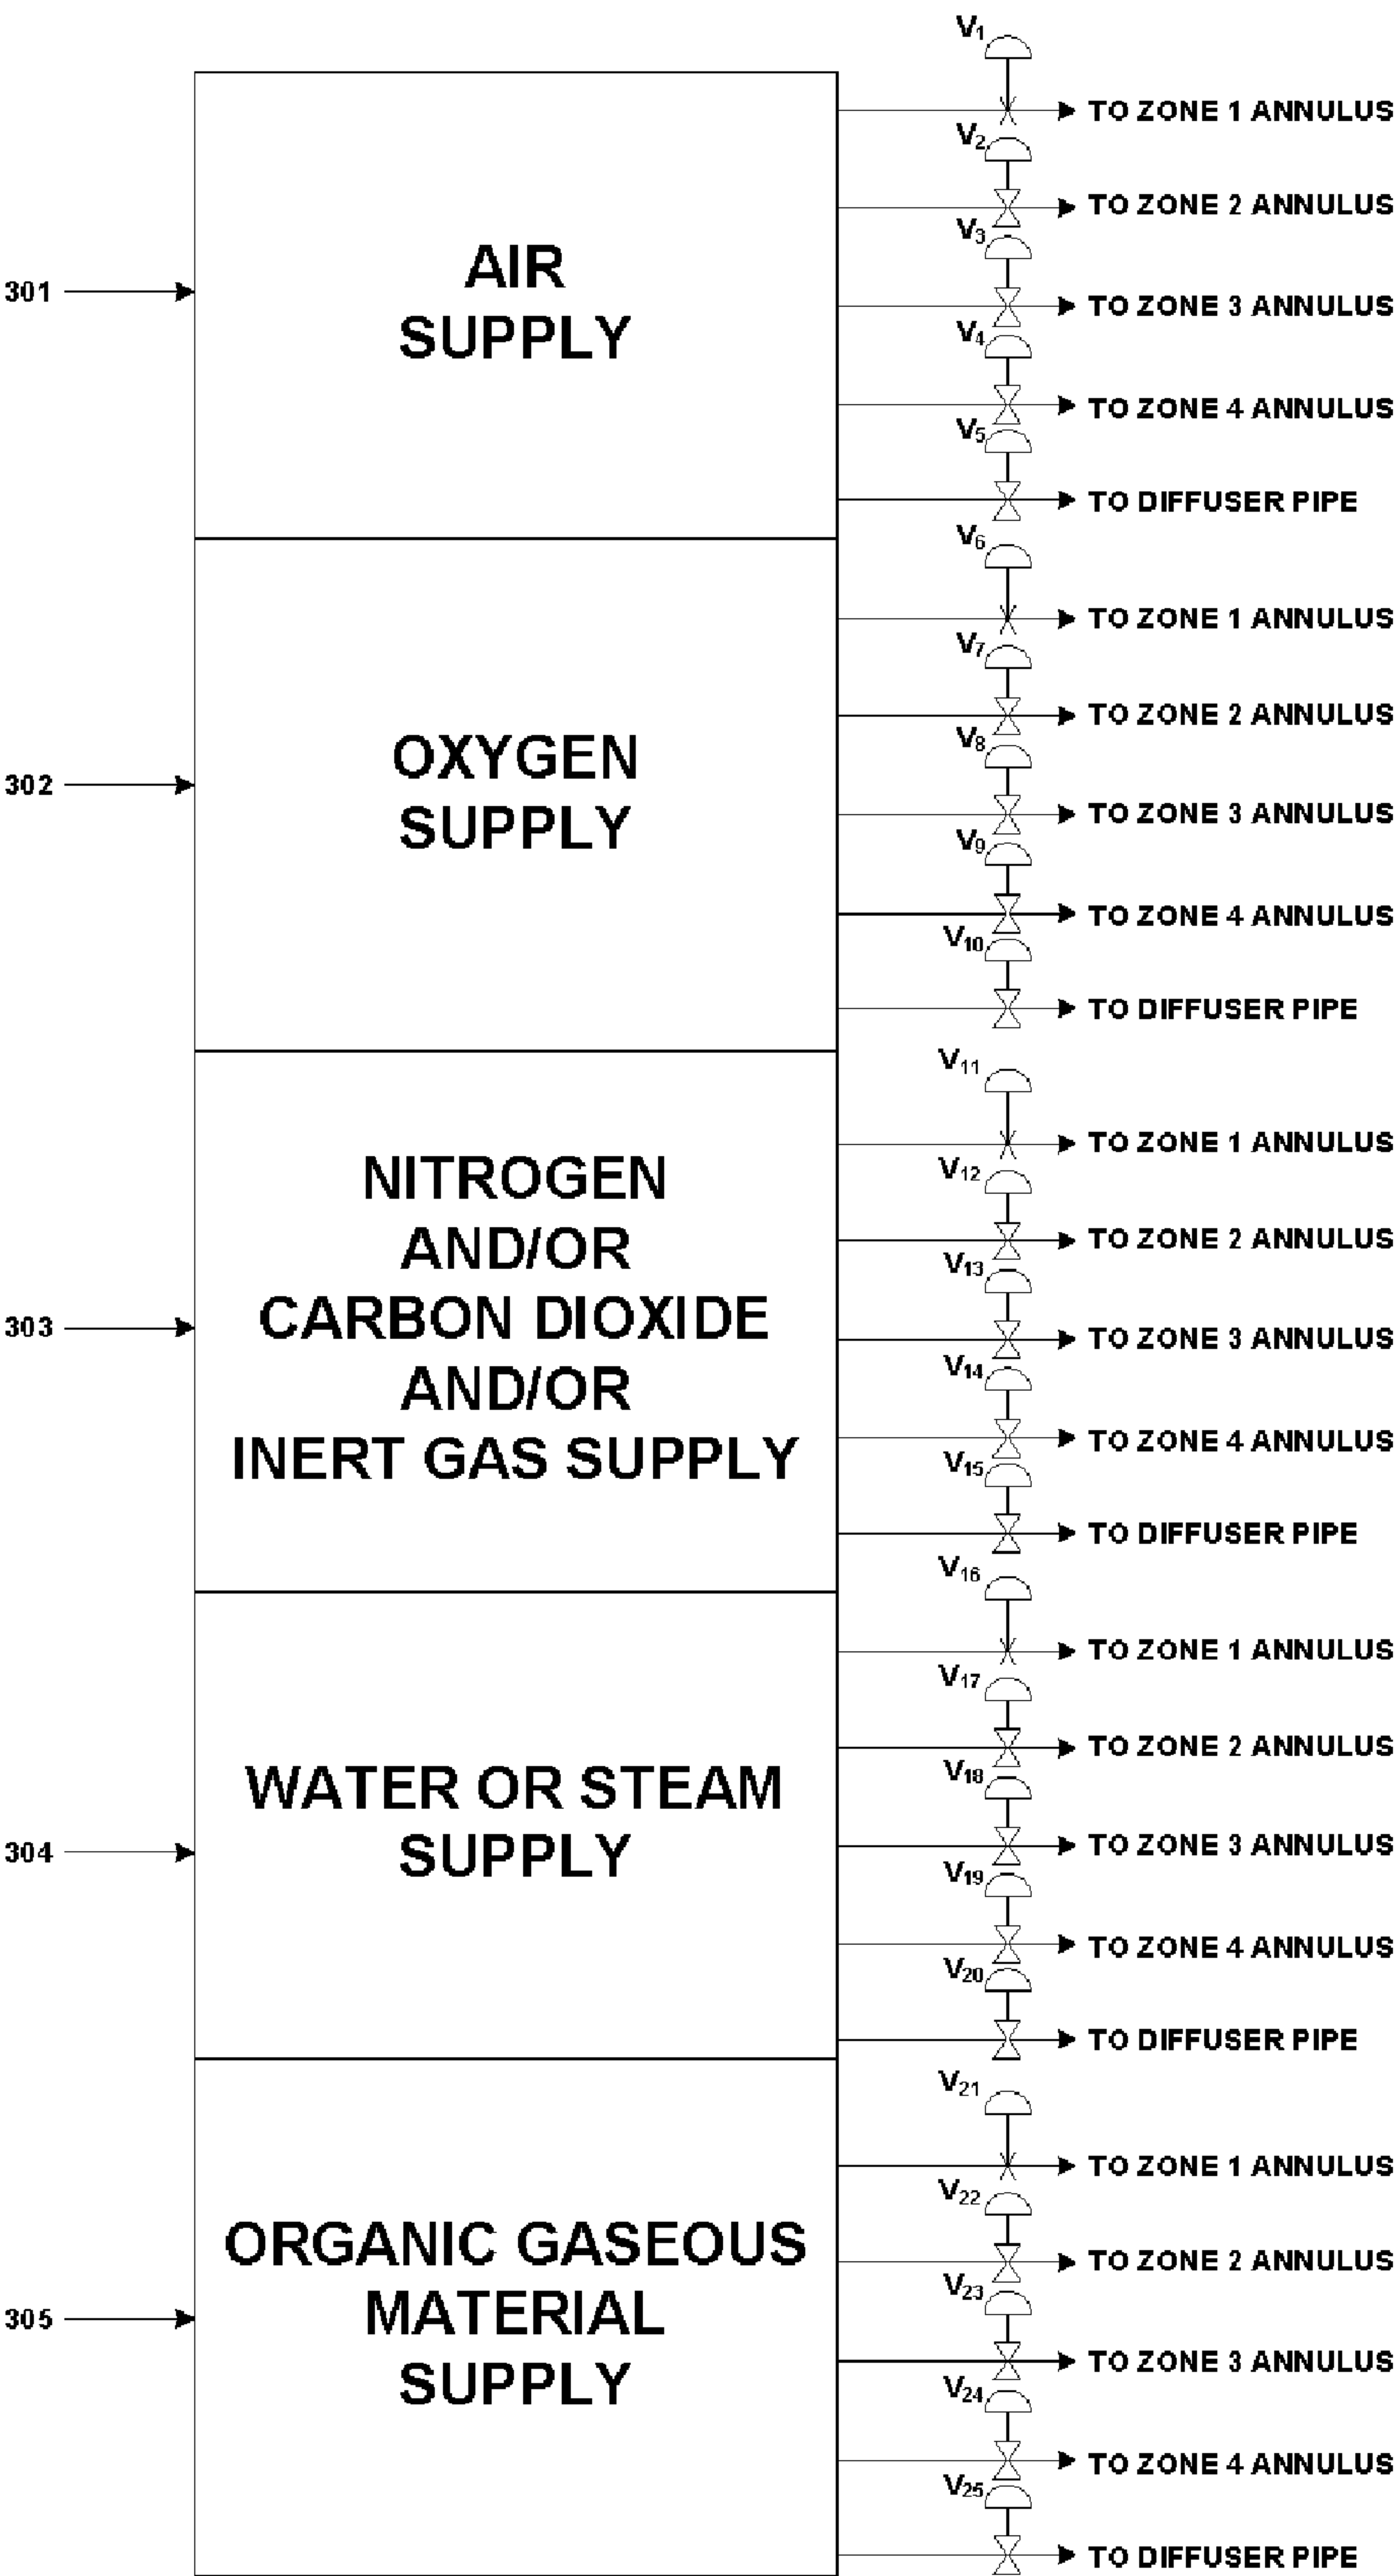 V1
TO ZONE 1 ANNULUS
V2
TO ZONE 2 ANNULUS
V3
301
AIR
SUPPLY
TO ZONE 3 ANNULUS
V4
TO ZONE 4 ANNULUS
V5
TO DIFFUSER PIPE
V6
TO ZONE 1 ANNULUS
V7
TO ZONE 2 ANNULUS
V8
302
OXYGEN
SUPPLY
TO ZONE 3 ANNULUS
V9
TO ZONE 4 ANNULUS
V10
TO DIFFUSER PIPE
V11
TO ZONE 1 ANNULUS
V12
TO ZONE 2 ANNULUS
V13
303
NITROGEN
AND/OR
CARBON DIOXIDE
AND/OR
INERT GAS SUPPLY
TO ZONE 3 ANNULUS
V14
TO ZONE 4 ANNULUS
V15
TO DIFFUSER PIPE
V16
TO ZONE 1 ANNULUS
V17
TO ZONE 2 ANNULUS
V18
304
WATER OR STEAM
SUPPLY
TO ZONE 3 ANNULUS
V19
TO ZONE 4 ANNULUS
V20
TO DIFFUSER PIPE
V21
TO ZONE 1 ANNULUS
V22
TO ZONE 2 ANNULUS
V23
305
ORGANIC GASEOUS
MATERIAL
SUPPLY
TO ZONE 3 ANNULUS
V24
TO ZONE 4 ANNULUS
V25
TO DIFFUSER PIPE